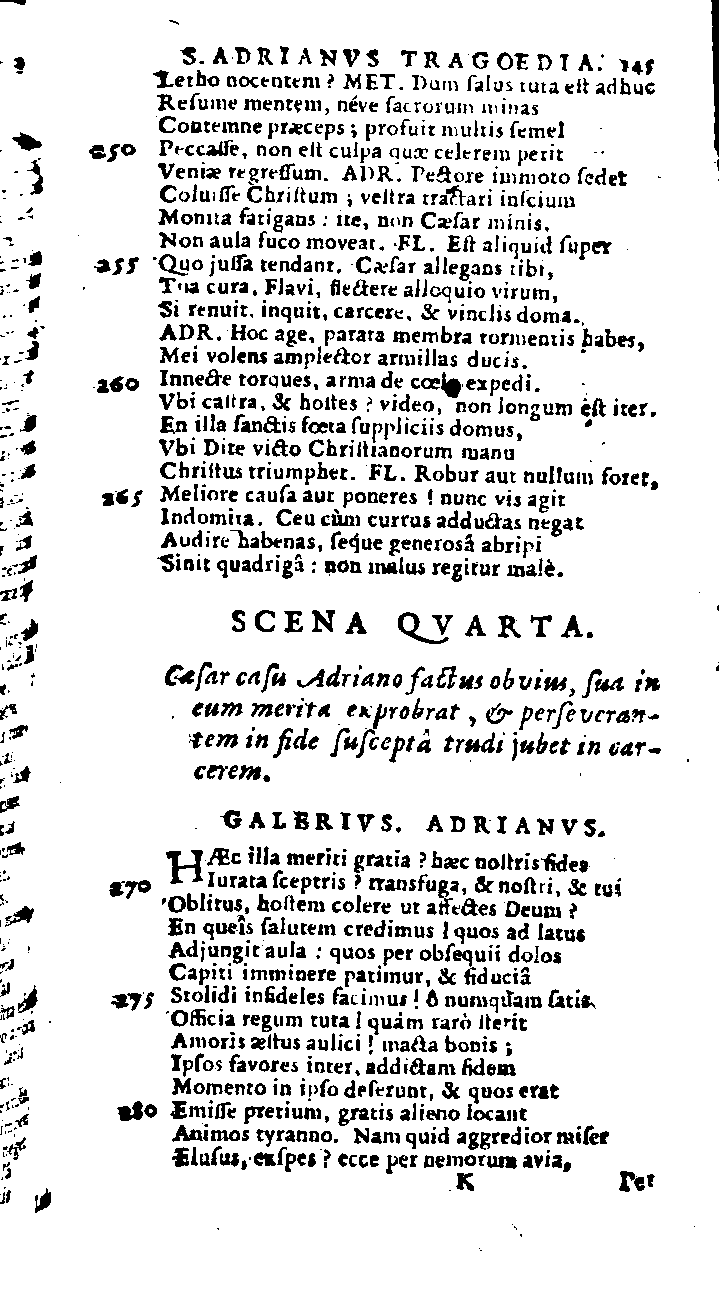 S. ADRIANVS TRAGOEDIA. 145
Letho nocentem ? MET. Dum ſalus tuta eſt adhuc
Reſume mentem, néve ſacrorum minas
Contemne præceps ; profuit multis ſemel
250 Peccaſſe, non eſt culpa quæ celerem petit
Veniæ regreſſum. ADR. Pectore immoto ſedet
Coluiſſe Chriſtum ; veſtra tractari inſcium
Monita fatigans : ite, non Cæſar minis,
Non aula fuco moveat. FL. Eſt aliquid ſuper
255 Quo juſſa tendant. Cæſar allegans tibi,
Tua cura, Flavi, flectere alloquio virum,
Si renuit, inquit, carcere, & vinclis doma.
ADR. Hoc age, parata membra tormentis habes,
Mei volens amplector armillas ducis.
260 Innecte torques, arma de cœlo expedi.
Vbi caſtra, & hoſtes ? video, non longum eſt iter.
En illa ſanctis fœta ſuppliciis domus,
Vbi Dite victo Chriſtianorum manu
Chriſtus triumphet. FL. Robur aut nullum foret,
265 Meliore cauſa aut poneres ! nunc vis agit
Indomita. Ceu cùm currus adductas negat
Audire habenas, ſeque generosâ abripi
Sinit quadrigâ : non malus regitur malè.
SCENA QVARTA.
Cæſar caſu Adriano factus obvius, ſua in
eum merita exprobrat, & perſeveran-
tem in fide ſuſceptâ trudi jubet in car-
cerem.
GALERIVS. ADRIANVS.
HÆc illa meriti gratia ? hæc noſtris fides
270 Iurata ſceptris ? transfuga, & noſtri, & tui
Oblitus, hoſtem colere ut affectes Deum ?
En queîs ſalutem credimus ! quos ad latus
Adjungit aula : quos per obſequii dolos
Capiti imminere patimur, & fiduciâ
275 Stolidi infideles facimus ! ô numquam ſatis
Officia regum tuta ! quàm rarò ſterit
Amoris æſtus aulici ! macta bonis ;
Ipſos favores inter, addictam fidem
Momento in ipſo deſerunt, & quos erat
280 Emiſſe pretium, gratis alieno locant
Animos tyranno. Nam quid aggredior miſer
Eluſus, exſpes ? ecce per nemorum avia,
K Per